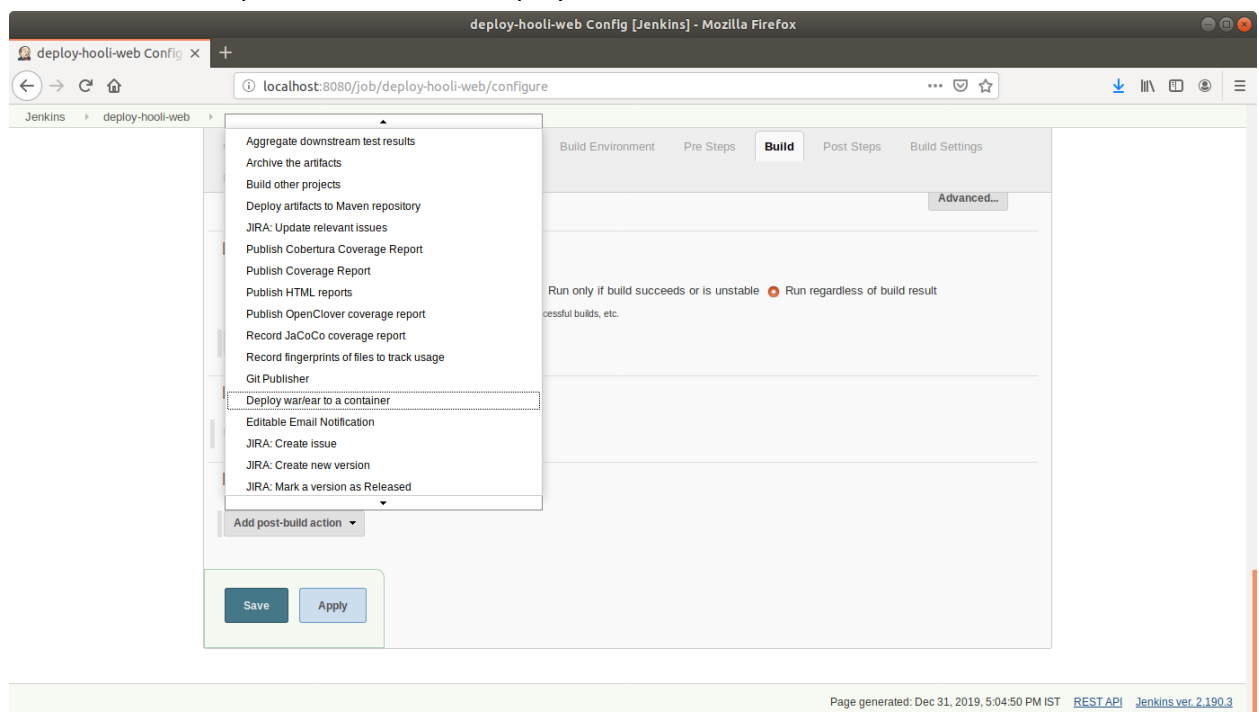 deploy-hooli-web Config [Jenkins] - Mozilla Firefox
deploy-hooli-web Config
localhost:8080/job/deploy-hooli-web/configure
Jenkins deploy-hooli-web
Build Environment Pre Steps Build Post Steps Build Settings
Advanced...
Aggregate downstream test results
Archive the artifacts
Build other projects
Deploy artifacts to Maven repository
JIRA: Update relevant issues
Publish Cobertura Coverage Report
Publish Coverage Report
Publish HTML reports
Publish OpenClover coverage report
Record JaCoCo coverage report
Record fingerprints of files to track usage
Git Publisher
Deploy war/ear to a container
Editable Email Notification
JIRA: Create issue
JIRA: Create new version
JIRA: Mark a version as Released
Run only if build succeeds or is unstable Run regardless of build result
cessful builds, etc.
Add post-build action
Save Apply
Page generated: Dec 31, 2019, 5:04:50 PM IST REST API Jenkins ver. 2.190.3